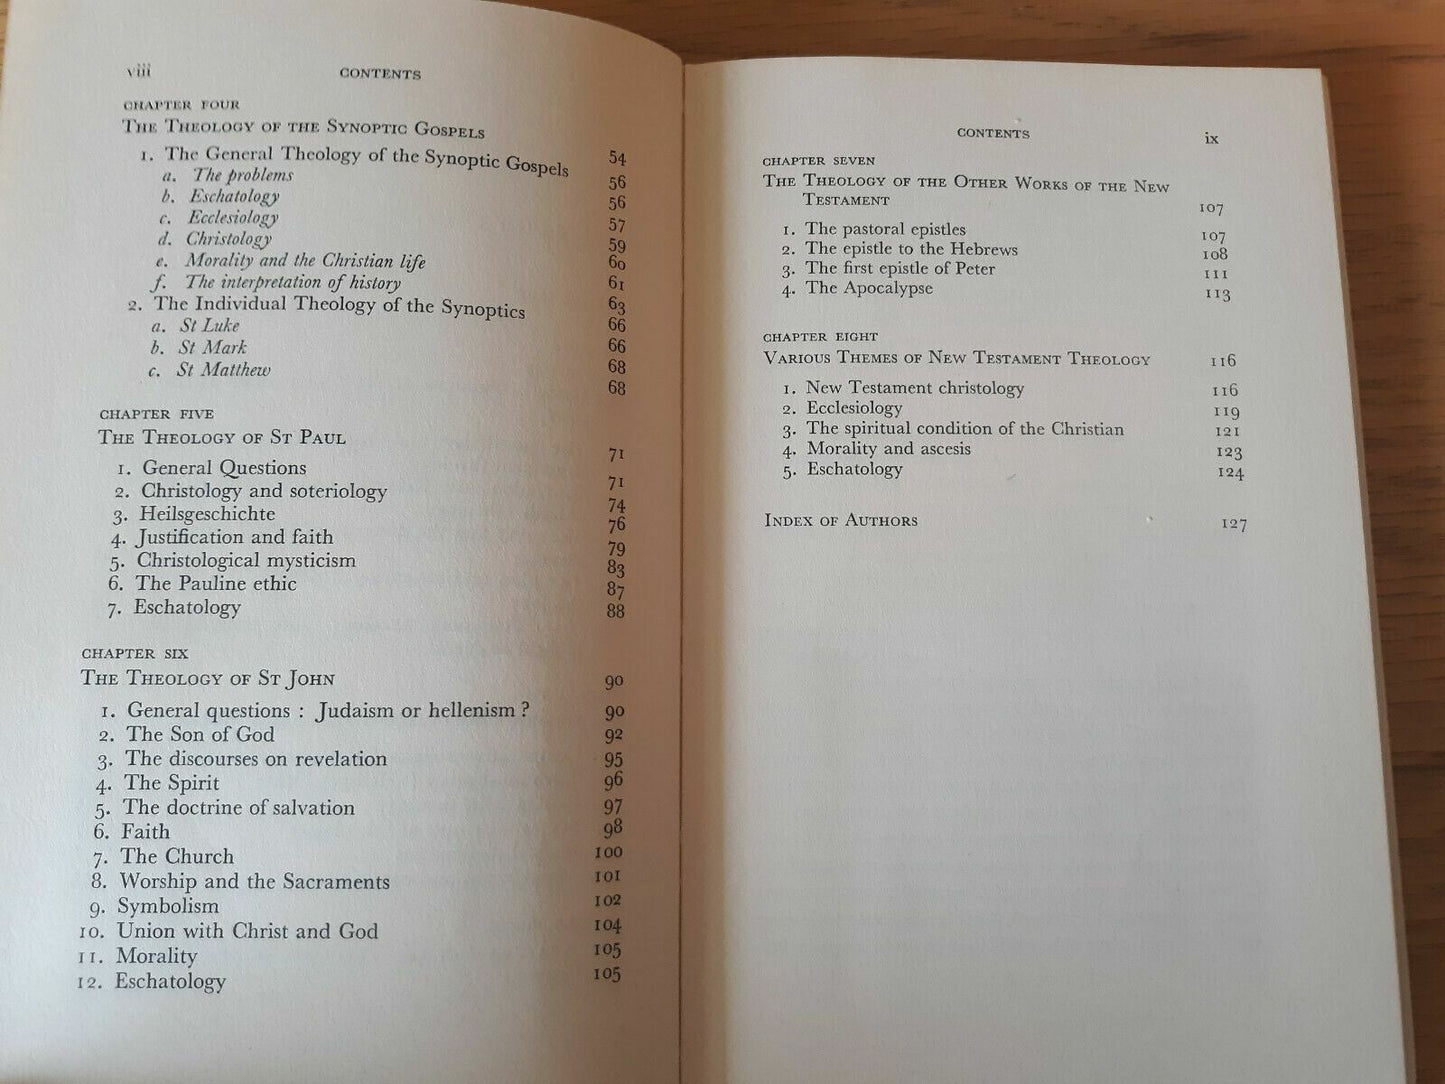 viii CONTENTS
CHAPTER FOUR
THE THEOLOGY OF THE SYNOPTIC GOSPELS 54
1. The General Theology of the Synoptic Gospels 56
a. The problems 56
b. Eschatology 57
c. Ecclesiology 59
d. Christology 60
e. Morality and the Christian life 61
f. The interpretation of history 63
2. The Individual Theology of the Synoptics 66
a. St Luke 66
b. St Mark 68
c. St Matthew 68
CHAPTER FIVE
THE THEOLOGY OF ST PAUL 71
1. General Questions 71
2. Christology and soteriology 74
3. Heilsgeschichte 76
4. Justification and faith 79
5. Christological mysticism 83
6. The Pauline ethic 87
7. Eschatology 88
CHAPTER SIX
THE THEOLOGY OF ST JOHN 90
1. General questions : Judaism or hellenism ? 90
2. The Son of God 92
3. The discourses on revelation 95
4. The Spirit 96
5. The doctrine of salvation 97
6. Faith 98
7. The Church 100
8. Worship and the Sacraments 101
9. Symbolism 102
10. Union with Christ and God 104
11. Morality 105
12. Eschatology 105
CONTENTS ix
CHAPTER SEVEN
THE THEOLOGY OF THE OTHER WORKS OF THE NEW
TESTAMENT 107
1. The pastoral epistles 107
2. The epistle to the Hebrews 108
3. The first epistle of Peter 111
4. The Apocalypse 113
CHAPTER EIGHT
VARIOUS THEMES OF NEW TESTAMENT THEOLOGY 116
1. New Testament christology 116
2. Ecclesiology 119
3. The spiritual condition of the Christian 121
4. Morality and ascesis 123
5. Eschatology 124
INDEX OF AUTHORS 127